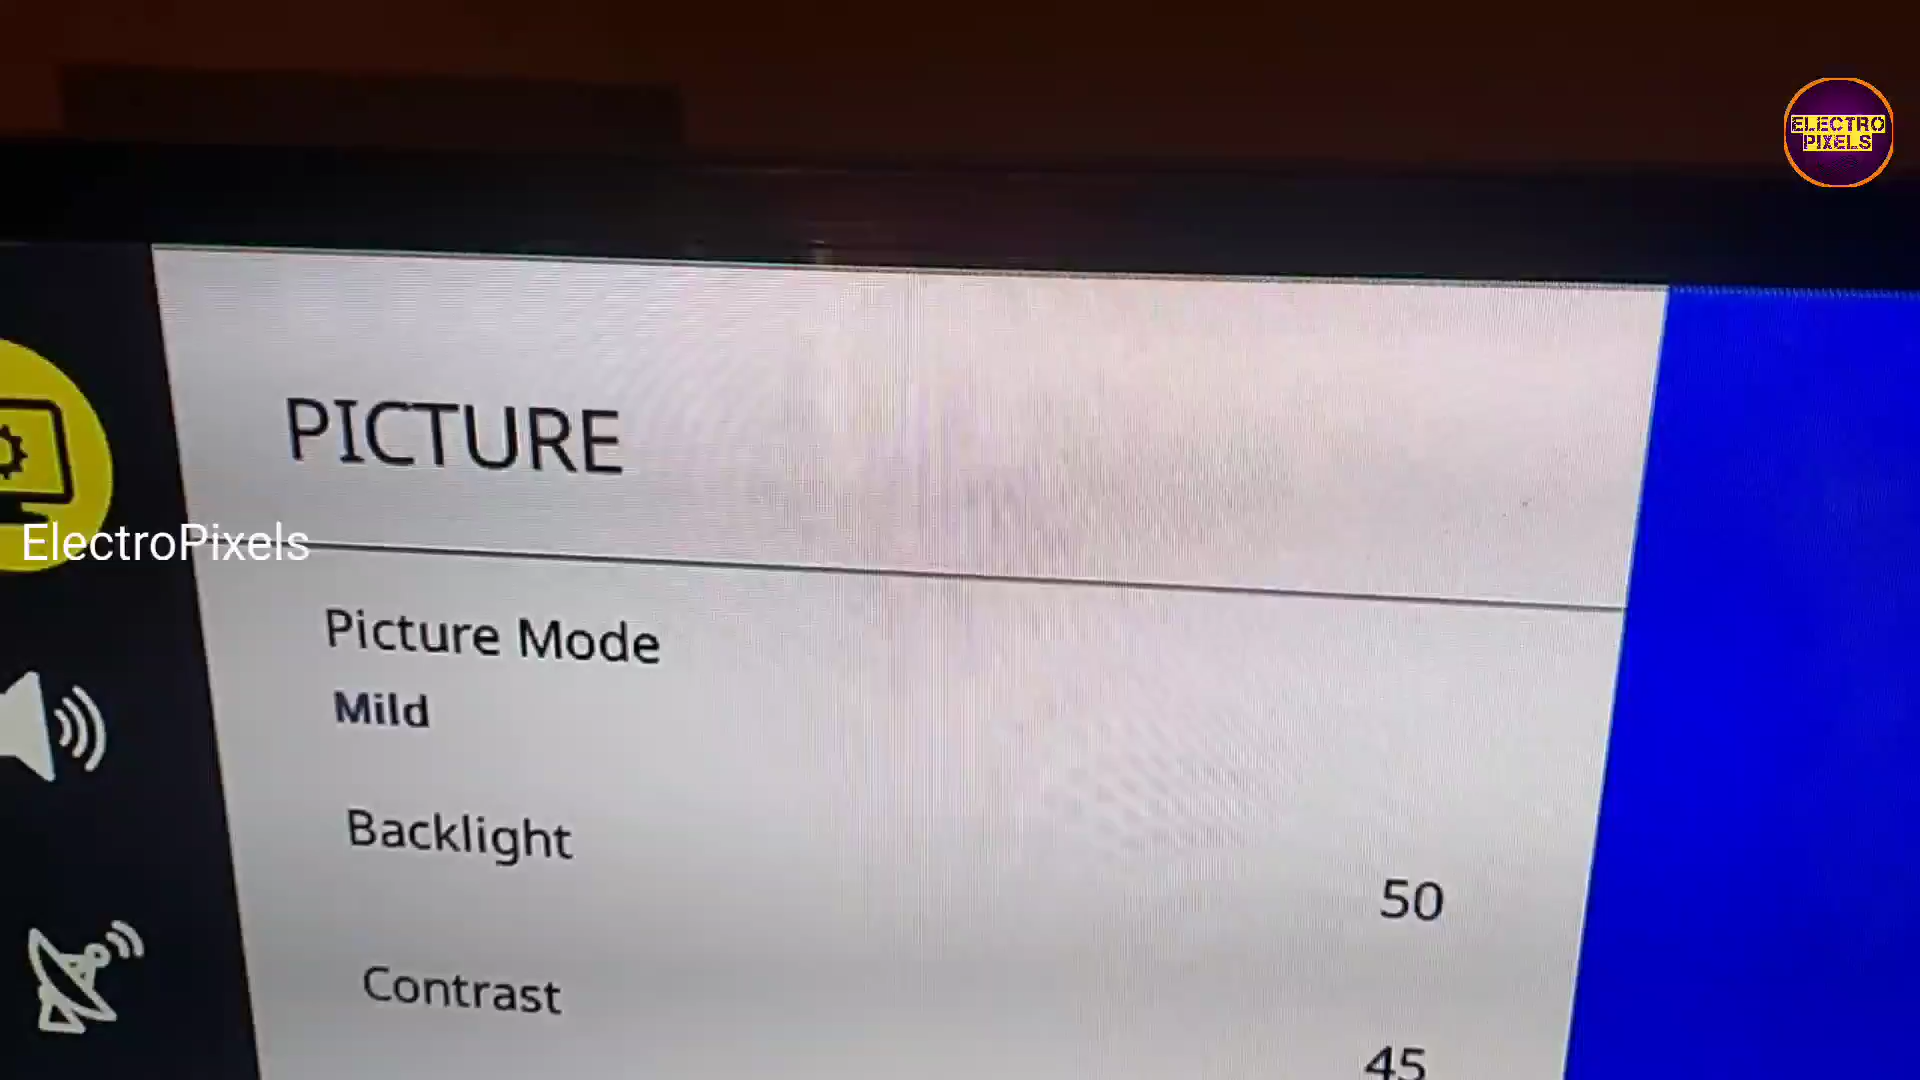 ELECTRO
PIXELS
PICTURE
ElectroPixels
Picture Mode
Mild
Backlight
50
Contrast
45